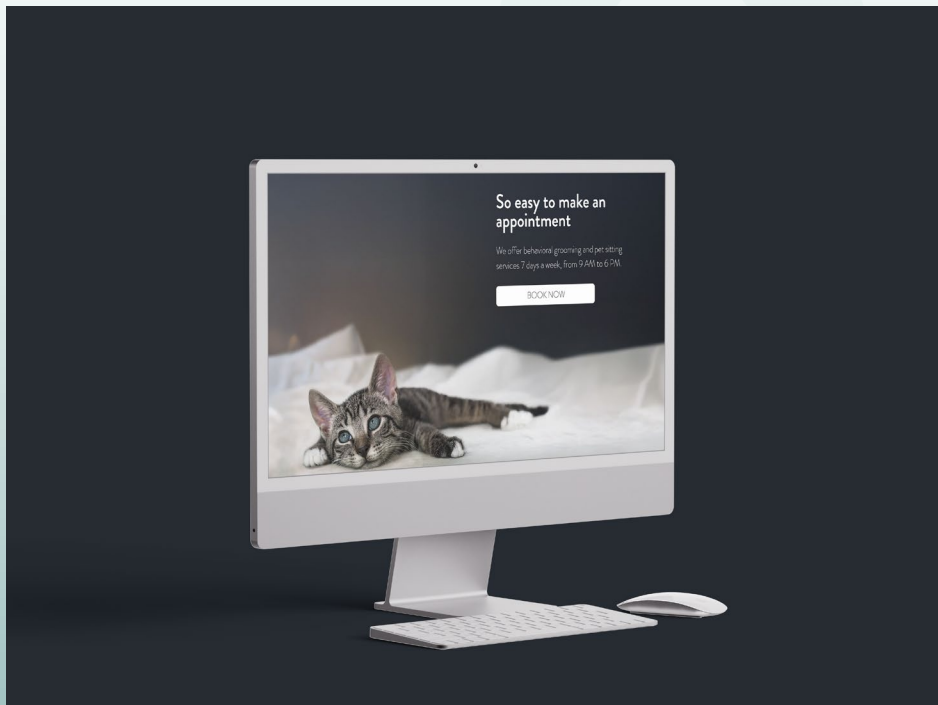 So easy to make an
appointment
We offer behavioral grooming and pet sitting
services 7 days a week, from 9 AM to 6 PM.
BOOK NOW